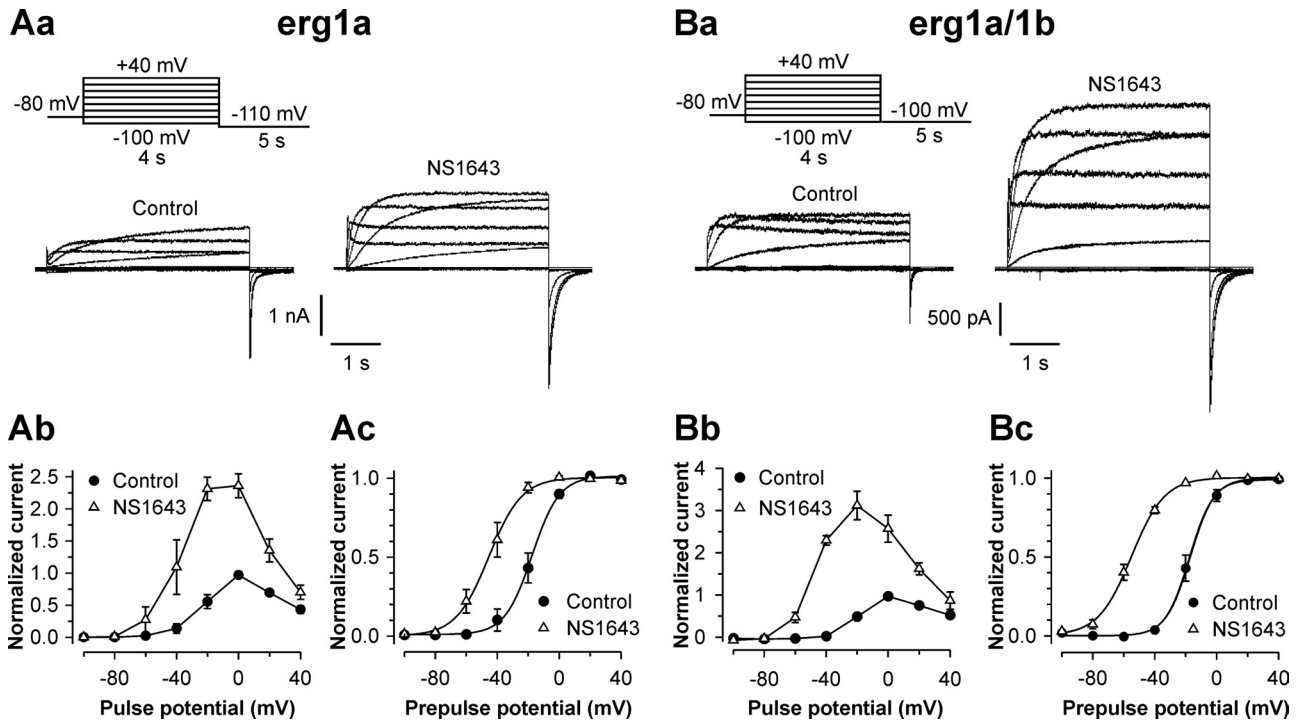 Aa erg1a
+40 mV
-80 mV
-110 mV
-100 mV
5 s
4 s
Control
NS1643
1 nA
1 s
Ba erg1a/1b
+40 mV
-80 mV
-100 mV
-100 mV
5 s
4 s
Control
NS1643
500 pA
1 s
Ab
Normalized current
2.5
2.0
1.5
1.0
0.5
0.0
Control
NS1643
-80 -40 0 40
Pulse potential (mV)
Ac
Normalized current
1.0
0.5
0.0
Control
NS1643
-80 -40 0 40
Prepulse potential (mV)
Bb
Normalized current
4
3
2
1
0
Control
NS1643
-80 -40 0 40
Pulse potential (mV)
Bc
Normalized current
1.0
0.5
0.0
Control
NS1643
-80 -40 0 40
Prepulse potential (mV)